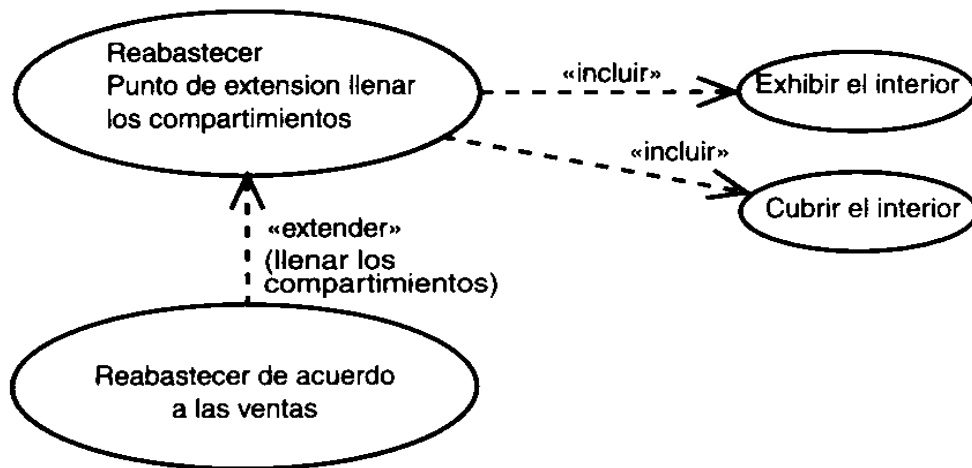 Reabastecer
Punto de extension llenar
los compartimientos
«incluir»
Exhibir el interior
«incluir»
Cubrir el interior
«extender»
(llenar los
compartimientos)
Reabastecer de acuerdo
a las ventas